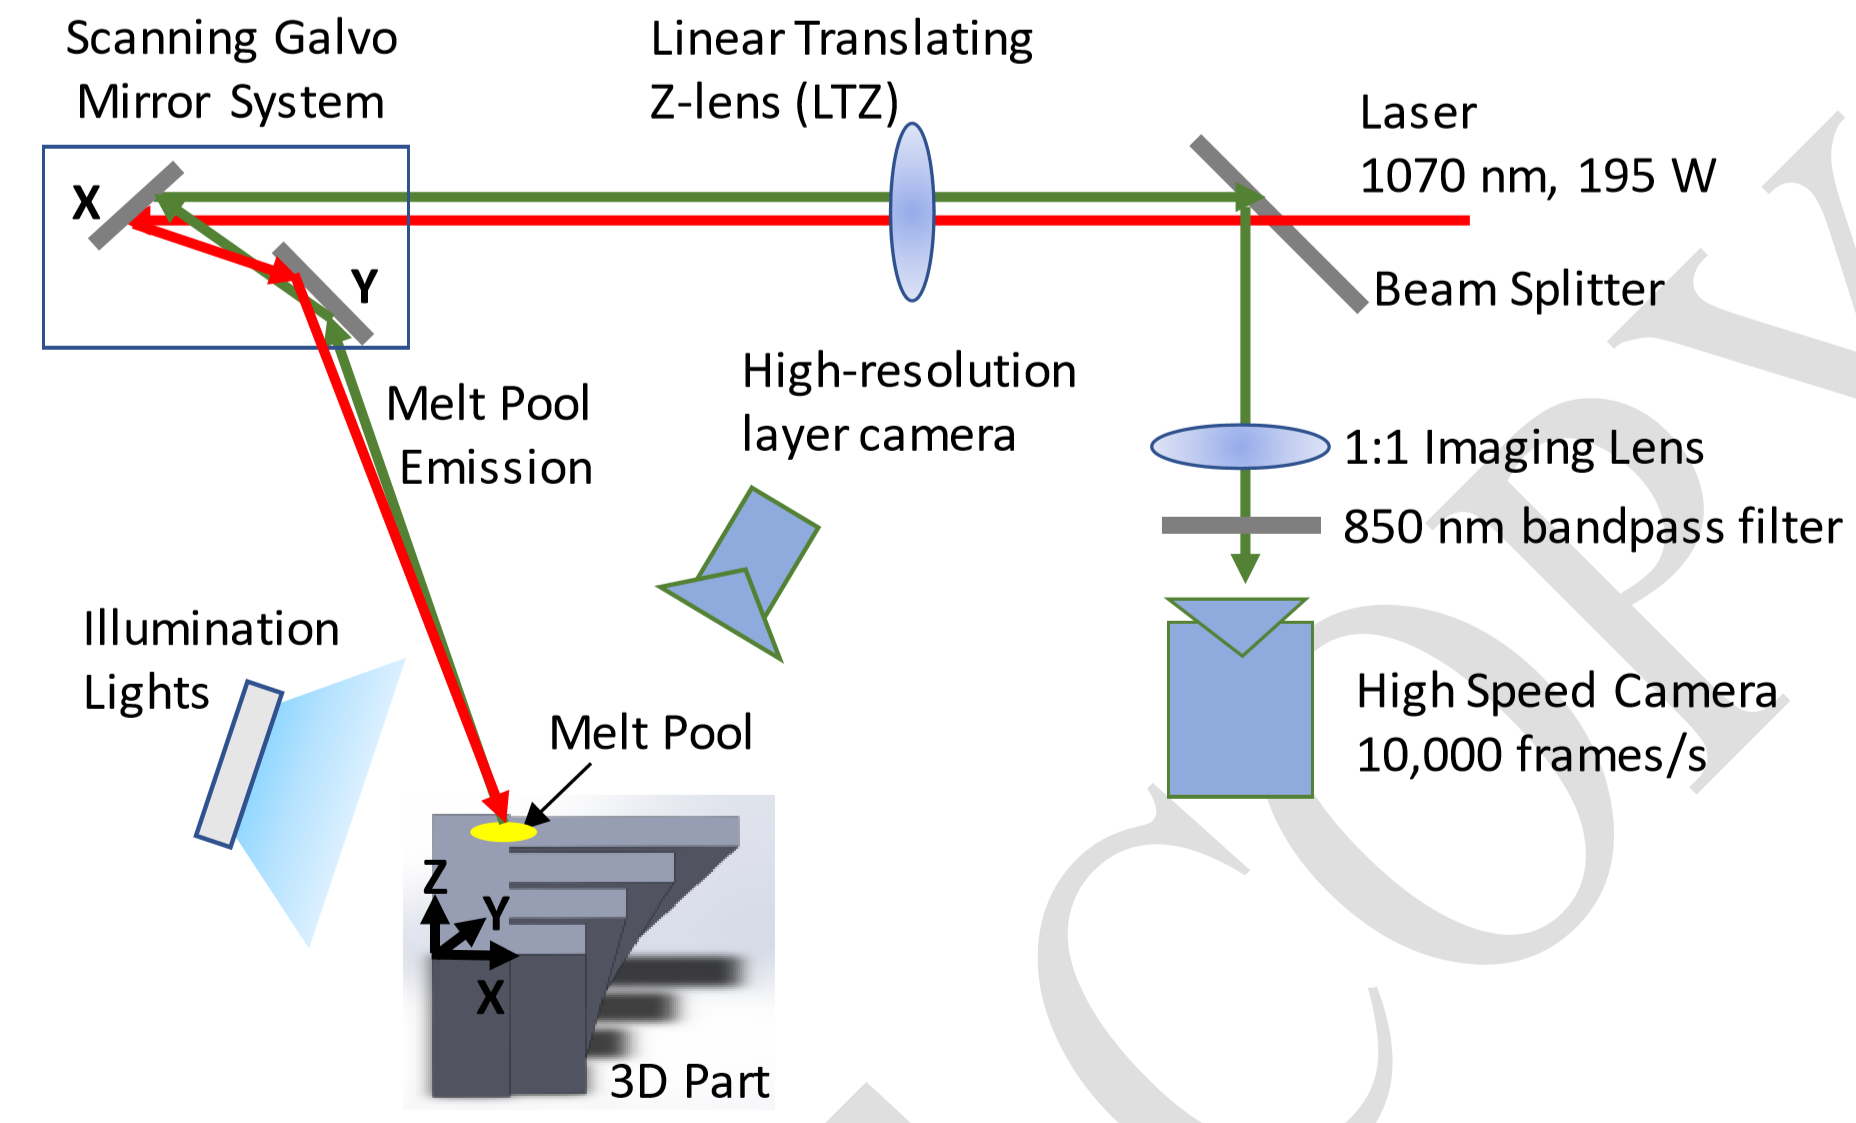 Scanning Galvo
Mirror System
Linear Translating
Z-lens (LTZ)
Laser
1070 nm, 195 W
X
Y
Beam Splitter
Melt Pool
Emission
High-resolution
layer camera
1:1 Imaging Lens
850 nm bandpass filter
Illumination
Lights
Melt Pool
High Speed Camera
10,000 frames/s
Z
Y
X
3D Part
COPY